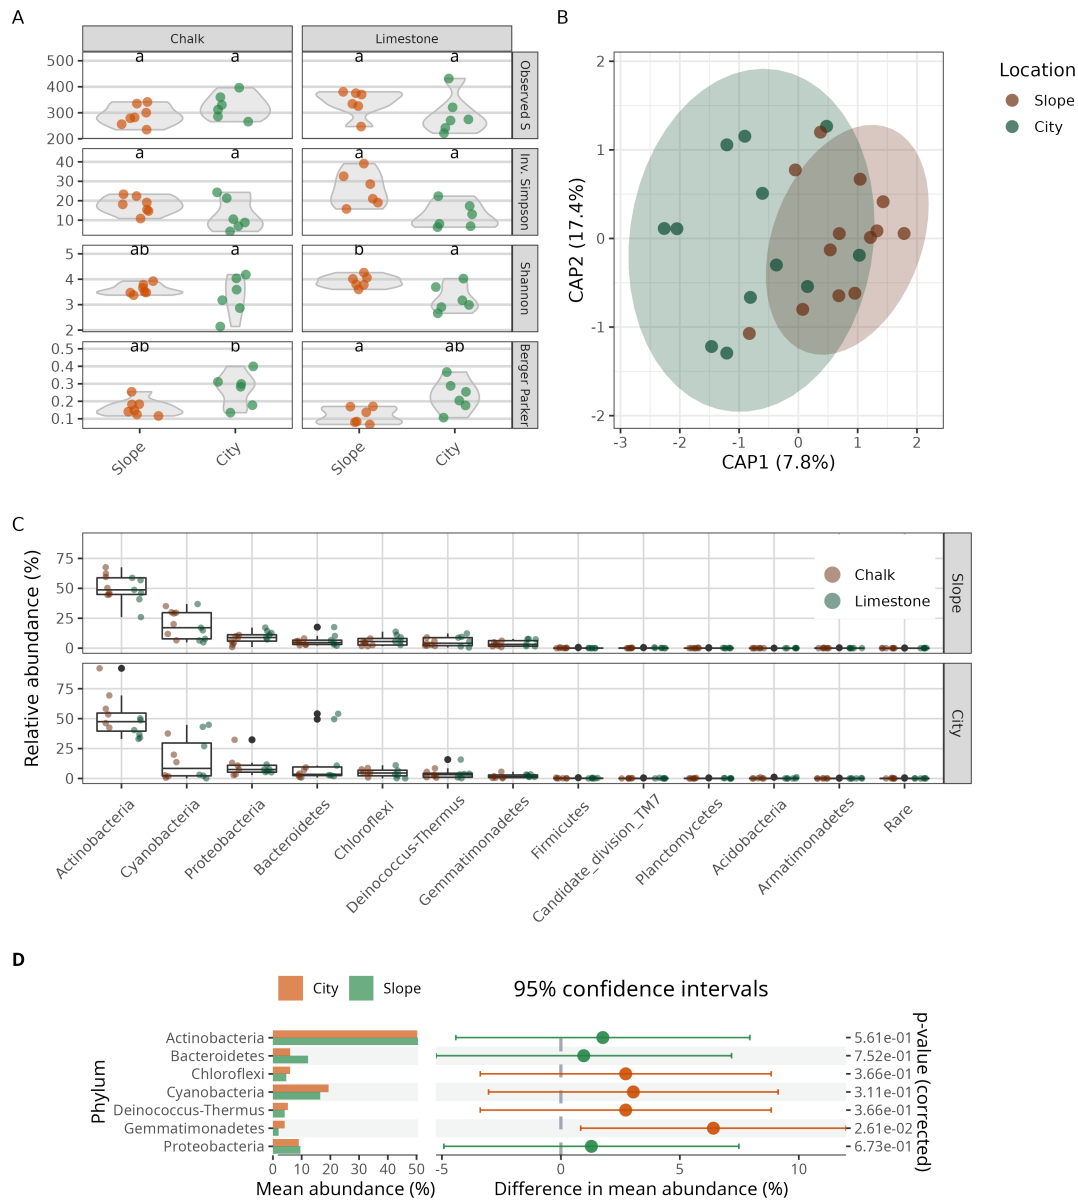 A
Chalk
Limestone
a a a a
500
400
300
200
Observed S
a a a a
40
30
20
10
Inv. Simpson
ab a b a
5
4
3
2
Shannon
ab b a ab
0.5
0.4
0.3
0.2
0.1
Berger Parker
Slope City Slope City
B
2
1
0
-1
-2
CAP2 (17.4%)
-3 -2 -1 0 1 2
CAP1 (7.8%)
Location
Slope
City
C
Relative abundance (%)
75
50
25
0
Chalk
Limestone
Slope
75
50
25
0
City
Actinobacteria
Cyanobacteria
Proteobacteria
Bacteroidetes
Chloroflexi
Deinococcus-Thermus
Gemmatimonadetes
Firmicutes
Candidate_division_TM7
Planctomycetes
Acidobacteria
Armatimonadetes
Rare
D
City Slope
95% confidence intervals
Phylum
Actinobacteria 5.61e-01
Bacteroidetes 7.52e-01
Chloroflexi 3.66e-01
Cyanobacteria 3.11e-01
Deinococcus-Thermus 3.66e-01
Gemmatimonadetes 2.61e-02
Proteobacteria 6.73e-01
p-value (corrected)
0 10 20 30 40 50
Mean abundance (%)
-5 0 5 10
Difference in mean abundance (%)